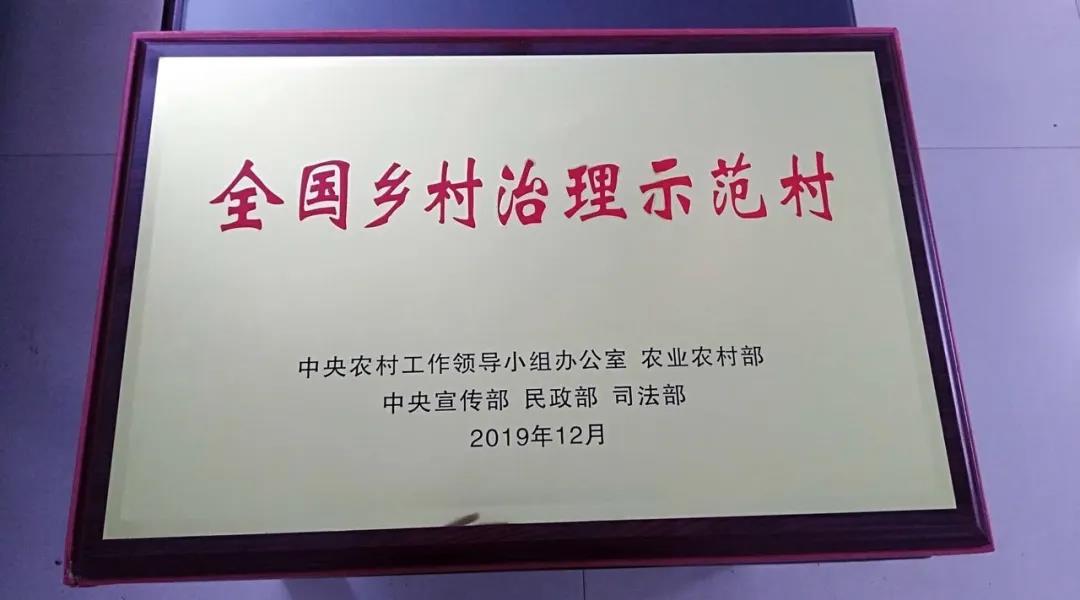 全国乡村治理示范村
中央农村工作领导小组办公室 农业农村部
中央宣传部 民政部 司法部
2019年12月